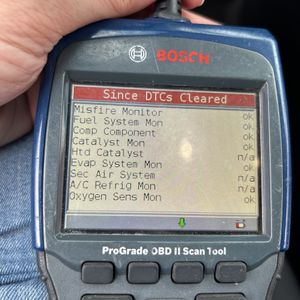 BOSCH
Since DTCs Cleared
Misfire Monitor ok
Fuel System Mon ok
Comp Component ok
Catalyst Mon ok
Htd Catalyst n/a
Evap System Mon ok
Sec Air System n/a
A/C Refrig Mon n/a
Oxygen Sens Mon ok
ProGrade OBD II Scan Tool